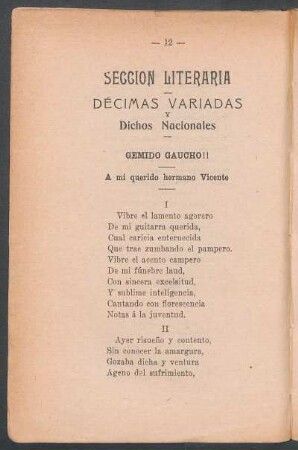 — 12 —
SECCION LITERARIA
DÉCIMAS VARIADAS
Y
Dichos Nacionales
GEMIDO GAUCHO!!
A mi querido hermano Vicente
I
Vibre el lamento agorero
De mi guitarra querida,
Cual caricia enternecida
Que trae zumbando el pampero.
Vibre el acento campero
De mi fúnebre laud,
Con sincera excelsitud,
Y sublime inteligencia,
Cantando con florescencia
Notas á la juventud.
II
Ayer risueño y contento,
Sin conocer la amargura,
Gozaba dicha y ventura
Ageno del sufrimiento,